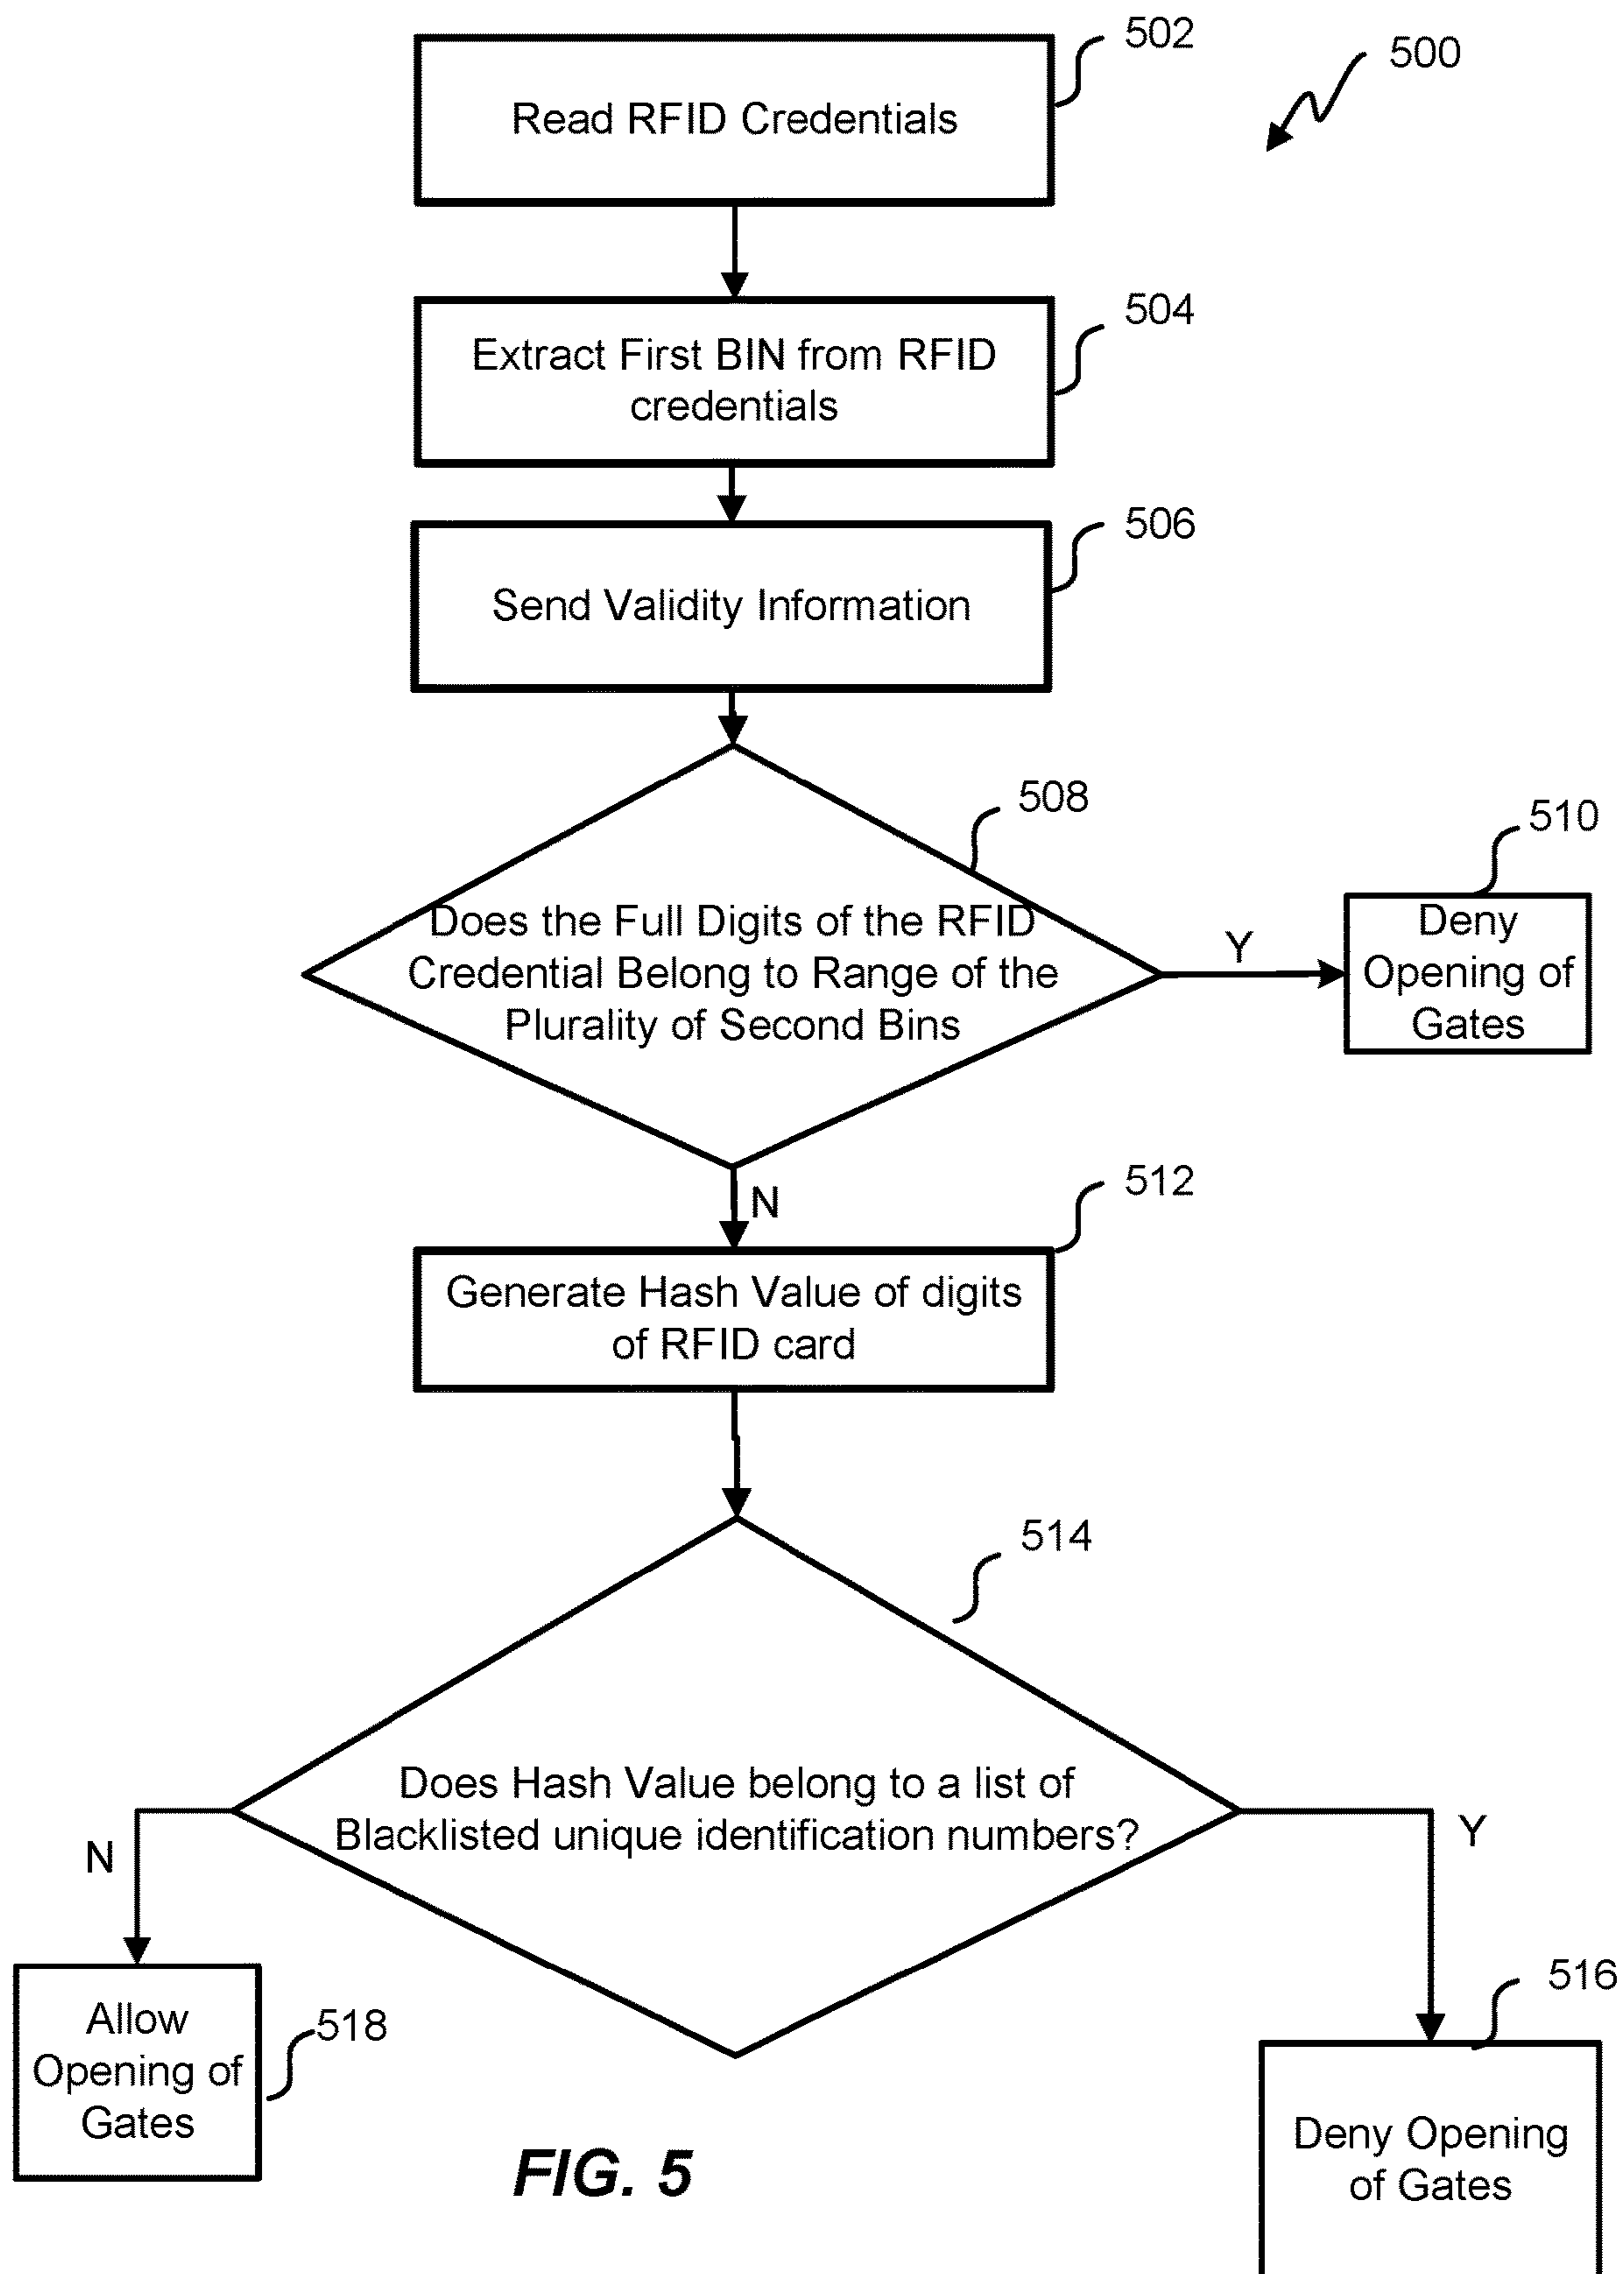 502
500
Read RFID Credentials
504
Extract First BIN from RFID
credentials
506
Send Validity Information
508
510
Does the Full Digits of the RFID
Credential Belong to Range of the
Plurality of Second Bins
Y
Deny
Opening of
Gates
N
512
Generate Hash Value of digits
of RFID card
514
Does Hash Value belong to a list of
Blacklisted unique identification numbers?
N
Y
Allow
Opening of
Gates
518
516
Deny Opening
of Gates
FIG. 5